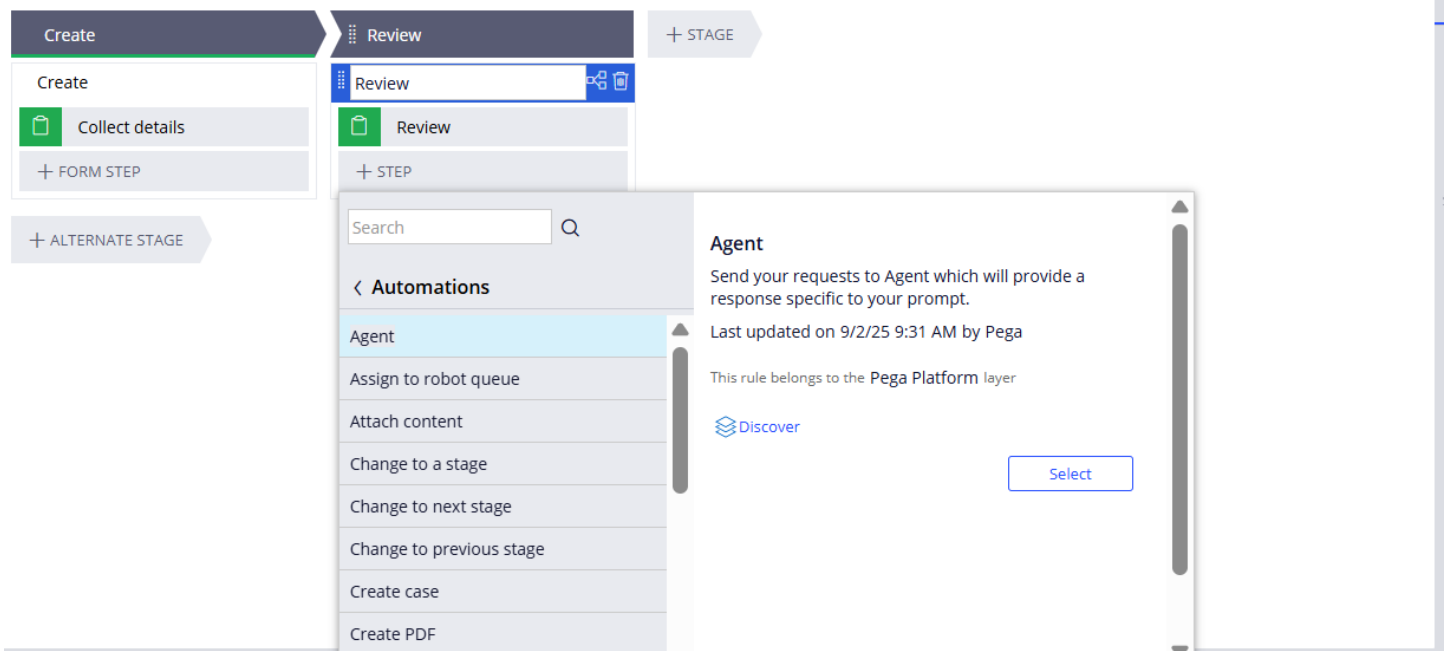 Create
Review
+ STAGE
Create
Collect details
+ FORM STEP
Review
Review
+ STEP
+ ALTERNATE STAGE
Search
Automations
Agent
Assign to robot queue
Attach content
Change to a stage
Change to next stage
Change to previous stage
Create case
Create PDF
Agent
Send your requests to Agent which will provide a
response specific to your prompt.
Last updated on 9/2/25 9:31 AM by Pega
This rule belongs to the Pega Platform layer
Discover
Select